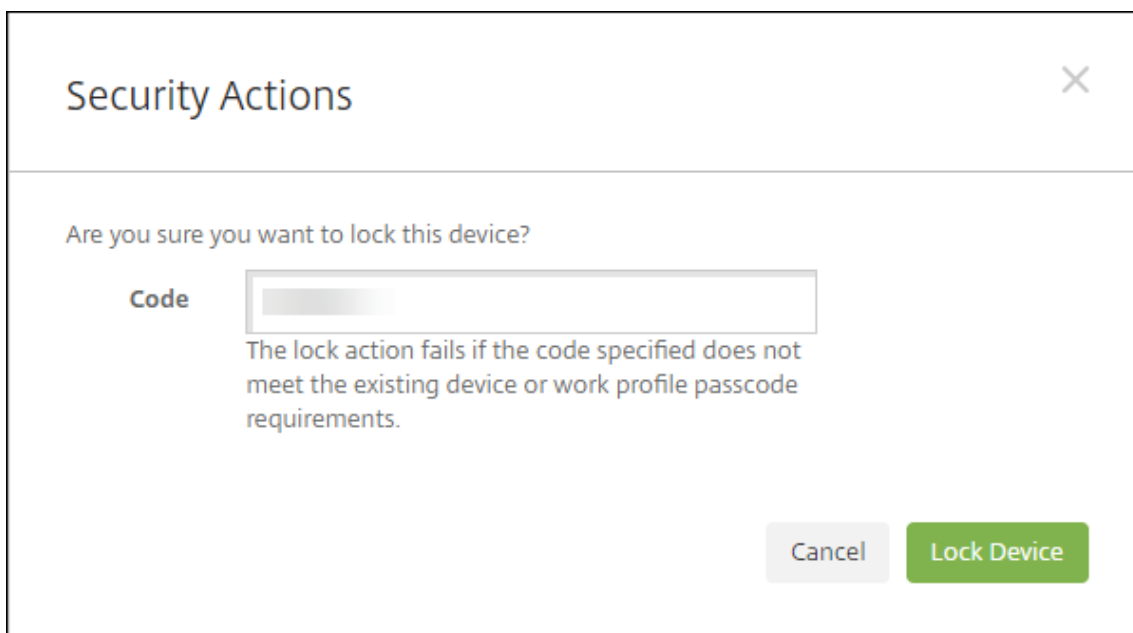 Security Actions
Are you sure you want to lock this device?
Code
The lock action fails if the code specified does not
meet the existing device or work profile passcode
requirements.
Cancel
Lock Device